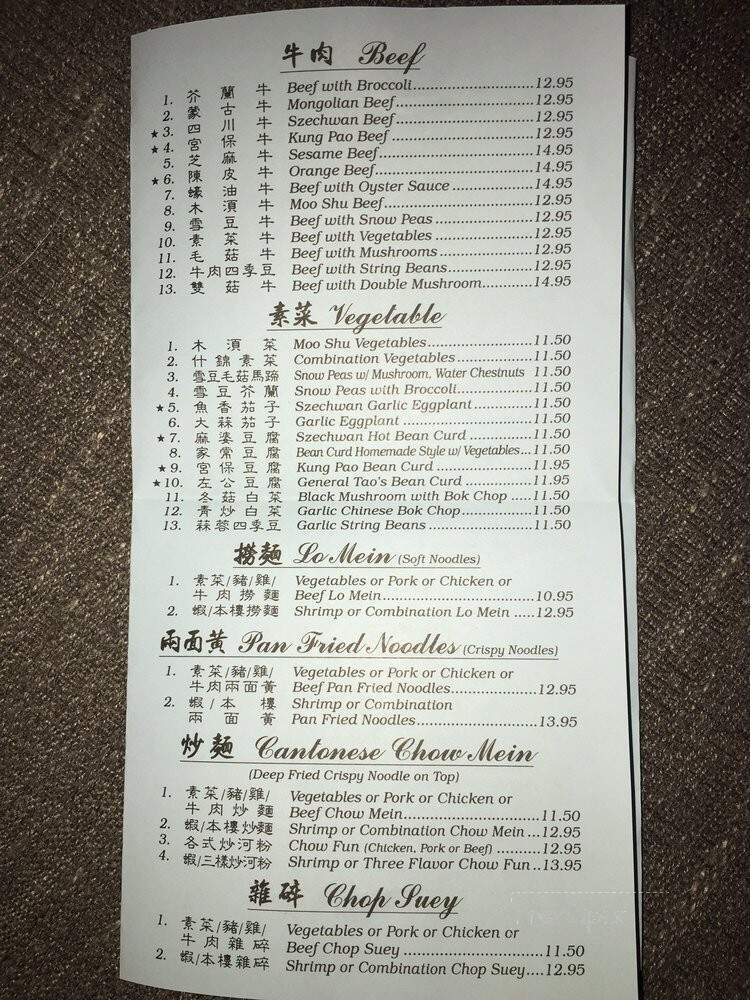 牛肉 Beef
1. 芥蘭牛 Beef with Broccoli..............................12.95
2. 蒙古牛 Mongolian Beef..................................12.95
★3. 四川牛 Szechwan Beef..................................12.95
★4. 宮保牛 Kung Pao Beef..................................12.95
5. 芝麻牛 Sesame Beef..................................14.95
★6. 陳皮牛 Orange Beef..................................14.95
7. 蠔油牛 Beef with Oyster Sauce....................14.95
8. 木須牛 Moo Shu Beef..................................12.95
9. 雪豆牛 Beef with Snow Peas.......................12.95
10. 素菜牛 Beef with Vegetables.......................12.95
11. 毛菇牛 Beef with Mushrooms.......................12.95
12. 牛肉四季豆 Beef with String Beans.....................12.95
13. 雙菇牛 Beef with Double Mushroom.............14.95
素菜 Vegetable
1. 木須菜 Moo Shu Vegetables..........................11.50
2. 什錦素菜 Combination Vegetables...................11.50
3. 雪豆毛菇馬蹄 Snow Peas w/ Mushroom, Water Chestnuts 11.50
4. 雪豆芥蘭 Snow Peas with Broccoli...................11.50
★5. 魚香茄子 Szechwan Garlic Eggplant..............11.50
6. 大蒜茄子 Garlic Eggplant................................11.50
★7. 麻婆豆腐 Szechwan Hot Bean Curd................11.50
8. 家常豆腐 Bean Curd Homemade Style w/ Vegetables...11.50
★9. 宮保豆腐 Kung Pao Bean Curd.......................11.95
★10. 左公豆腐 General Tao's Bean Curd................11.95
11. 冬菇白菜 Black Mushroom with Bok Chop.....11.50
12. 青炒白菜 Garlic Chinese Bok Chop.................11.50
13. 蒜蓉四季豆 Garlic String Beans...........................11.50
撈麵 Lo Mein (Soft Noodles)
1. 素菜/豬/雞/ Vegetables or Pork or Chicken or
牛肉撈麵 Beef Lo Mein..................................10.95
2. 蝦/本樓撈麵 Shrimp or Combination Lo Mein.....12.95
兩面黃 Pan Fried Noodles (Crispy Noodles)
1. 素菜/豬/雞/ Vegetables or Pork or Chicken or
牛肉兩面黃 Beef Pan Fried Noodles.....................12.95
2. 蝦/本樓 Shrimp or Combination
兩面黃 Pan Fried Noodles.............................13.95
炒麵 Cantonese Chow Mein
(Deep Fried Crispy Noodle on Top)
1. 素菜/豬/雞/ Vegetables or Pork or Chicken or
牛肉炒麵 Beef Chow Mein................................11.50
2. 蝦/本樓炒麵 Shrimp or Combination Chow Mein...12.95
3. 各式炒河粉 Chow Fun (Chicken, Pork or Beef)..........12.95
4. 蝦/三樣炒河粉 Shrimp or Three Flavor Chow Fun..13.95
雜碎 Chop Suey
1. 素菜/豬/雞/ Vegetables or Pork or Chicken or
牛肉雜碎 Beef Chop Suey..............................11.50
2. 蝦/本樓雜碎 Shrimp or Combination Chop Suey....12.95